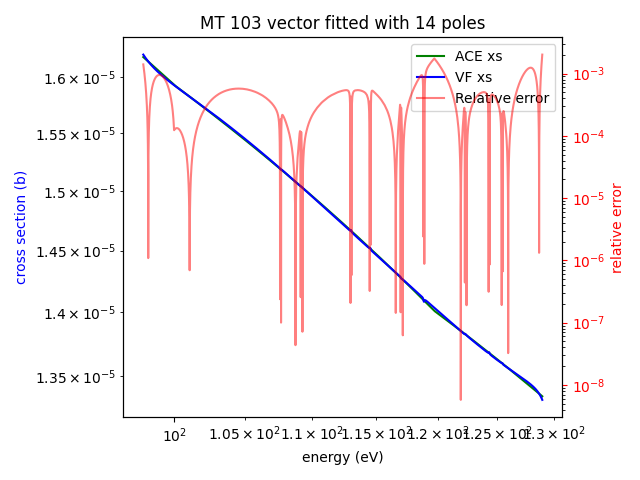 MT 103 vector fitted with 14 poles
ACE xs
VF xs
Relative error
1.6 × 10⁻⁵
1.55 × 10⁻⁵
1.5 × 10⁻⁵
1.45 × 10⁻⁵
1.4 × 10⁻⁵
1.35 × 10⁻⁵
cross section (b)
10⁻³
10⁻⁴
10⁻⁵
10⁻⁶
10⁻⁷
10⁻⁸
relative error
10² 1.05 × 10² 1.1 × 10² 1.15 × 10² 1.2 × 10² 1.25 × 10² 1.3 × 10²
energy (eV)